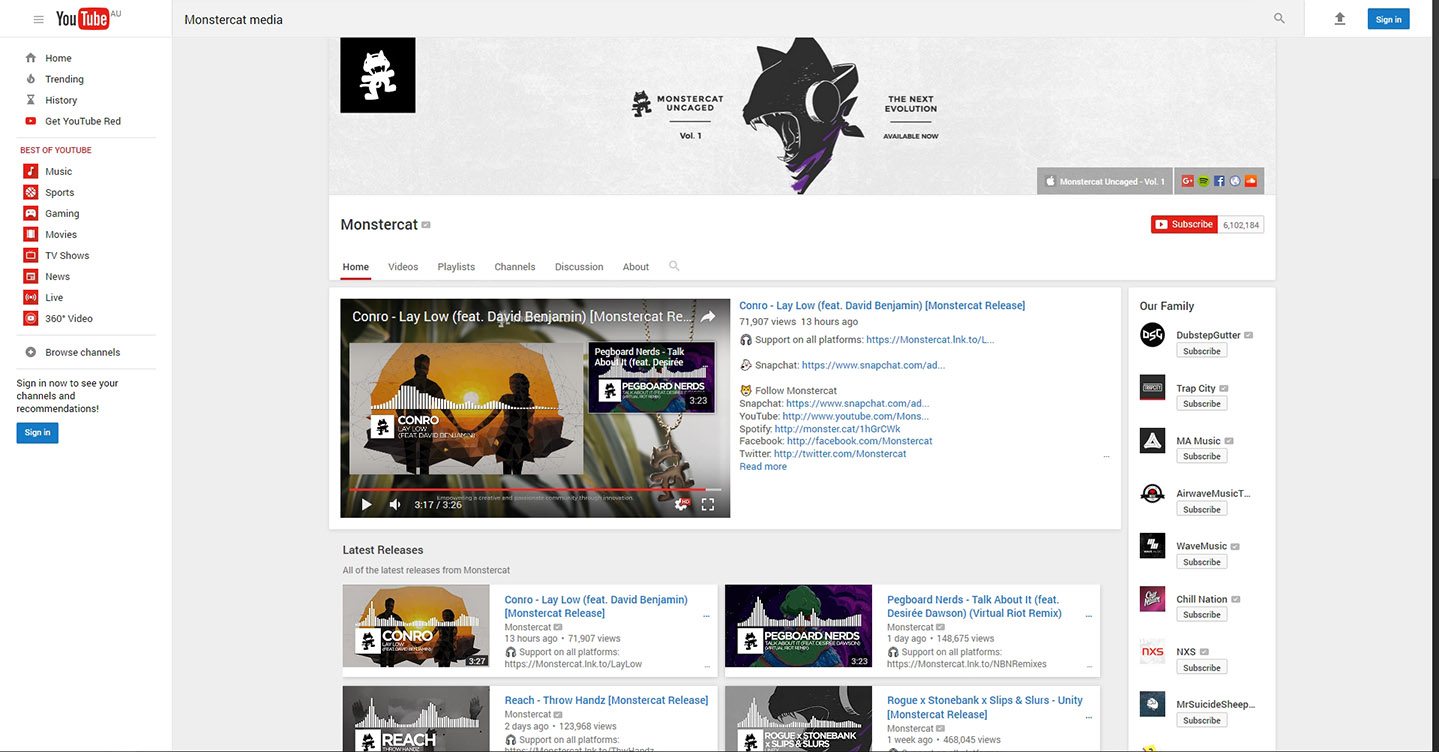 YouTube AU
Monstercat media
Sign in
Home
Trending
History
Get YouTube Red
BEST OF YOUTUBE
Music
Sports
Gaming
Movies
TV Shows
News
Live
360° Video
Browse channels
Sign in now to see your
channels and
recommendations!
Sign in
MONSTERCAT
UNCAGED
Vol. 1
THE NEXT
EVOLUTION
AVAILABLE NOW
Monstercat Uncaged - Vol. 1
Monstercat
Subscribe 6,102,184
Home Videos Playlists Channels Discussion About
Conro - Lay Low (feat. David Benjamin) [Monstercat Re...
CONRO
LAY LOW
(FEAT. DAVID BENJAMIN)
Pegboard Nerds - Talk
About It (feat. Desirée
PEGBOARD NERDS
TALK ABOUT IT (FEAT. DESIREE DAWSON)
(VIRTUAL RIOT REMIX)
3:23
Empowering a creative and passionate community through innovation.
3:17 / 3:26
HD
Conro - Lay Low (feat. David Benjamin) [Monstercat Release]
71,907 views 13 hours ago
Support on all platforms: https://Monstercat.lnk.to/L...
Snapchat: https://www.snapchat.com/ad...
Follow Monstercat
Snapchat: https://www.snapchat.com/ad...
YouTube: http://www.youtube.com/Mons...
Spotify: http://monster.cat/1hGrCWk
Facebook: http://facebook.com/Monstercat
Twitter: http://twitter.com/Monstercat
...
Read more
Our Family
DSG
DubstepGutter
Subscribe
TRAPCITY
Trap City
Subscribe
MA Music
Subscribe
AirwaveMusicT...
Subscribe
WAVE MUSIC
WaveMusic
Subscribe
Chill Nation
Chill Nation
Subscribe
NXS
NXS
Subscribe
MrSuicideSheep...
Subscribe
Latest Releases
All of the latest releases from Monstercat
CONRO
LAY LOW
(FEAT. DAVID BENJAMIN)
3:27
Conro - Lay Low (feat. David Benjamin)
[Monstercat Release]
...
Monstercat
13 hours ago • 71,907 views
Support on all platforms:
https://Monstercat.lnk.to/LayLow
...
PEGBOARD NERDS
TALK ABOUT IT (FEAT. DESIREE DAWSON)
(VIRTUAL RIOT REMIX)
3:23
Pegboard Nerds - Talk About It (feat.
Desirée Dawson) (Virtual Riot Remix)
...
Monstercat
1 day ago • 148,675 views
Support on all platforms:
https://Monstercat.lnk.to/NBNRemixes
...
REACH
THROW HANDZ
Reach - Throw Handz [Monstercat Release]
Monstercat
2 days ago • 123,968 views
Support on all platforms:
https://Monstercat.lnk.to/ThwHandz
ROGUE x STONEBANK
x SLIPS & SLURS
Rogue x Stonebank x Slips & Slurs - Unity
[Monstercat Release]
...
Monstercat
1 week ago • 468,045 views